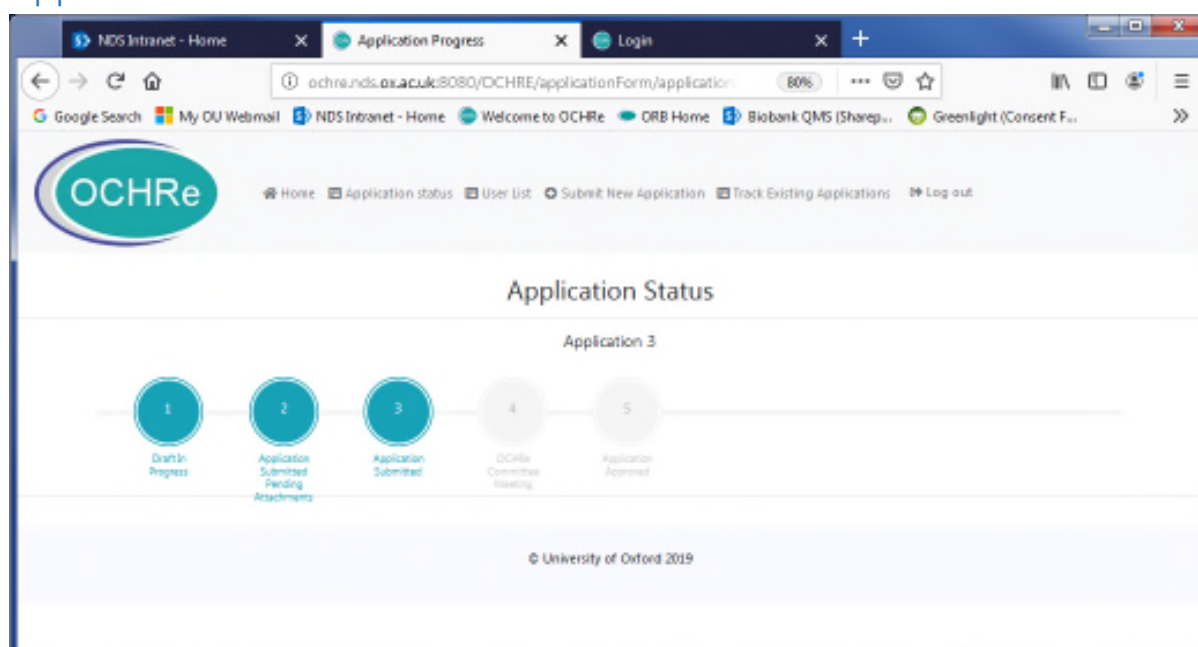 NDS Intranet - Home
Application Progress
Login
ochre.nds.ox.ac.uk:8080/OCHRE/applicationForm/application
80%
Google Search My OU Webmail NDS Intranet - Home Welcome to OCHRe ORB Home Biobank QMS (Sharep... Greenlight (Consent F...
OCHRe
Home Application status User List Submit New Application Track Existing Applications Log out
Application Status
Application 3
1 2 3 4 5
Draft In
Progress
Application
Submitted
Pending
Attachments
Application
Submitted
OCHRe
Committee
Meeting
Application
Approved
© University of Oxford 2019